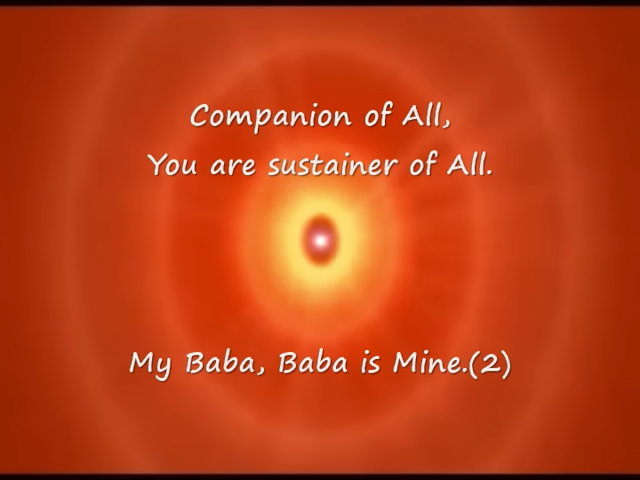 Companion of All,
You are sustainer of All.
My Baba, Baba is Mine.(2)